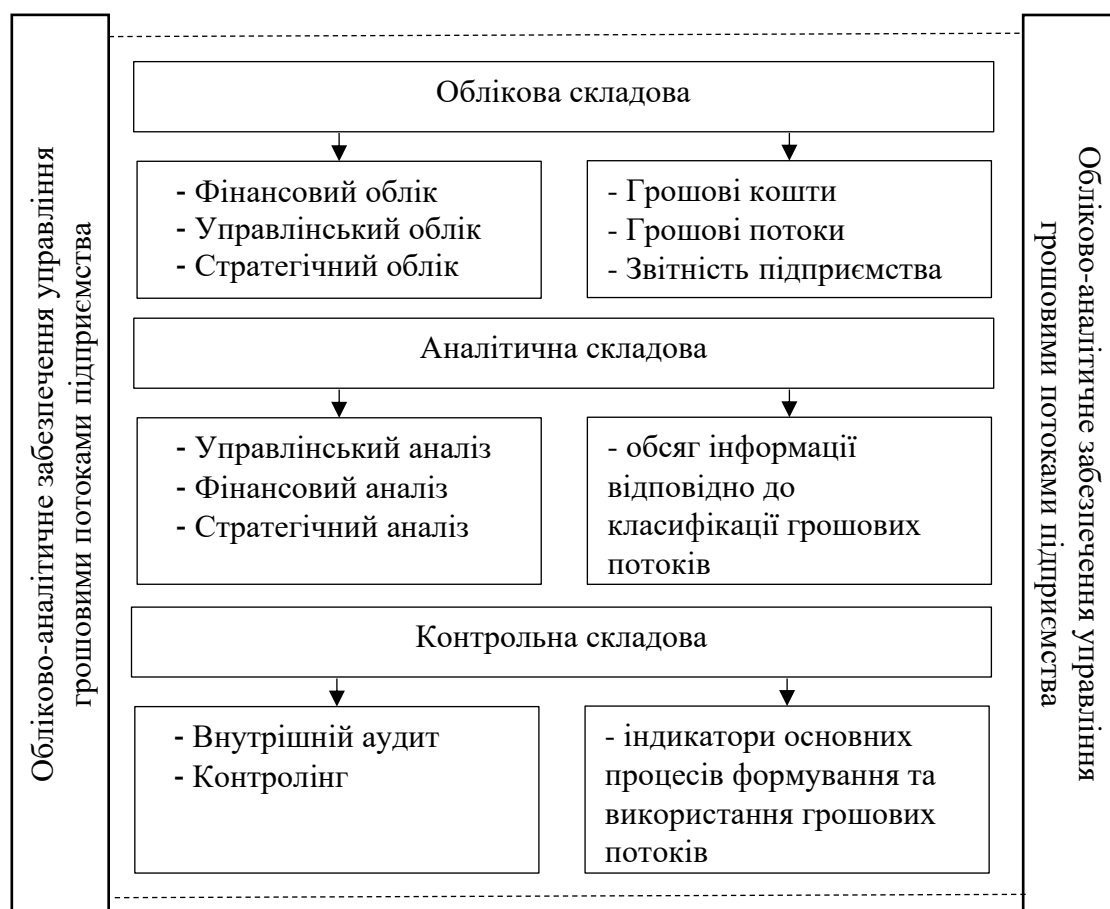 Обліково-аналітичне забезпечення управління
грошовими потоками підприємства
Облікова складова
- Фінансовий облік
- Управлінський облік
- Стратегічний облік
- Грошові кошти
- Грошові потоки
- Звітність підприємства
Аналітична складова
- Управлінський аналіз
- Фінансовий аналіз
- Стратегічний аналіз
- обсяг інформації
відповідно до
класифікації грошових
потоків
Контрольна складова
- Внутрішній аудит
- Контролінг
- індикатори основних
процесів формування та
використання грошових
потоків
Обліково-аналітичне забезпечення управління
грошовими потоками підприємства